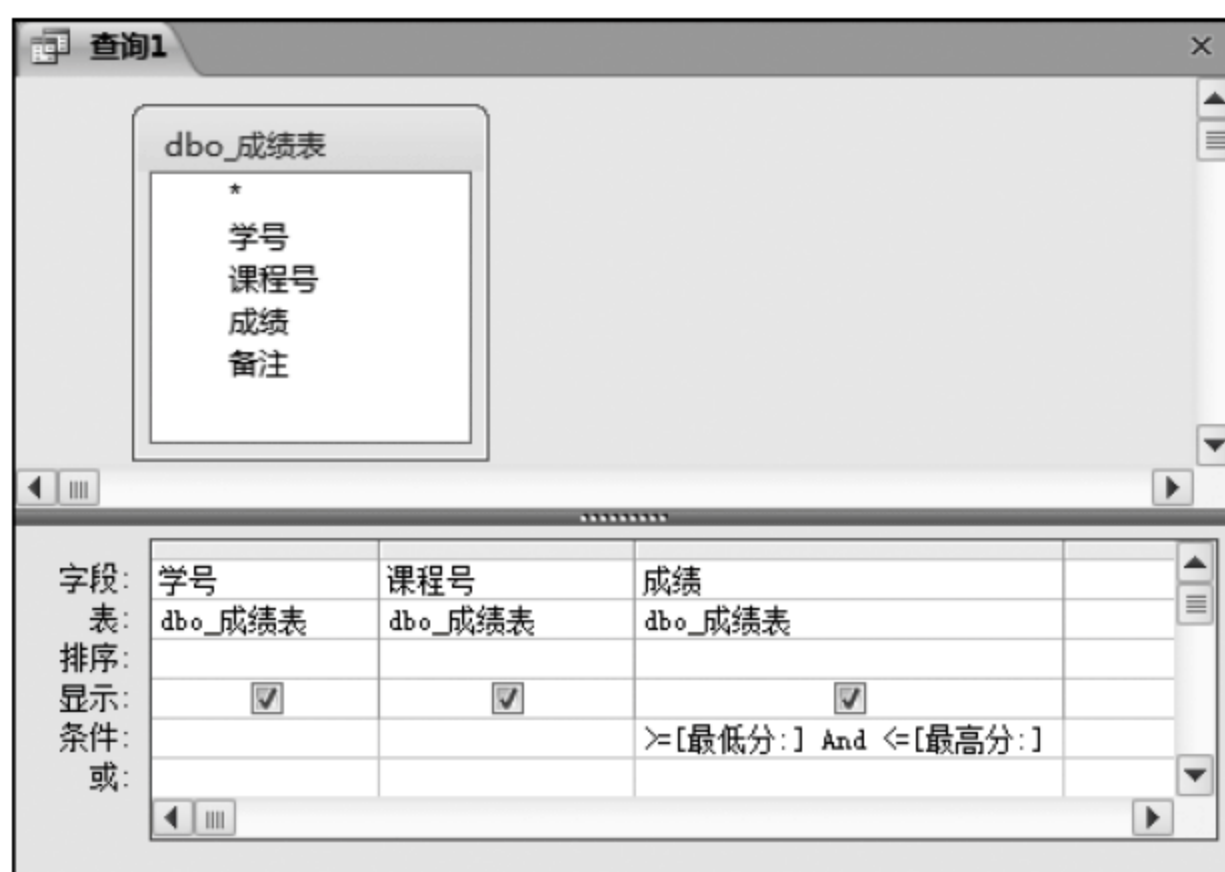 查询1
dbo_成绩表
*
学号
课程号
成绩
备注
字段: 学号 课程号 成绩
表: dbo_成绩表 dbo_成绩表 dbo_成绩表
排序:
显示:
条件: >=[最低分:] And <=[最高分:]
或: